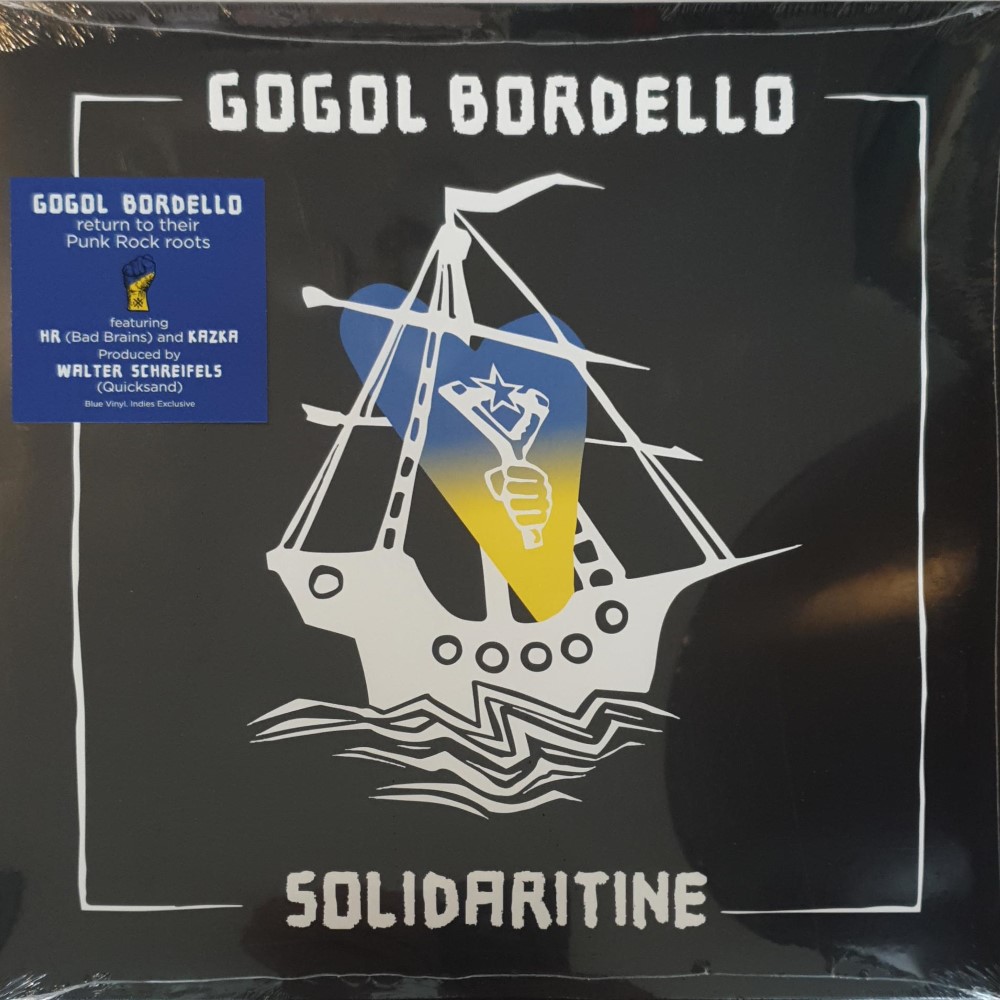 GOGOL BORDELLO
GOGOL BORDELLO
return to their
Punk Rock roots
featuring
HR (Bad Brains) and KAZKA
Produced by
WALTER SCHREIFELS
(Quicksand)
Blue Vinyl. Indies Exclusive
SOLIDARITINE